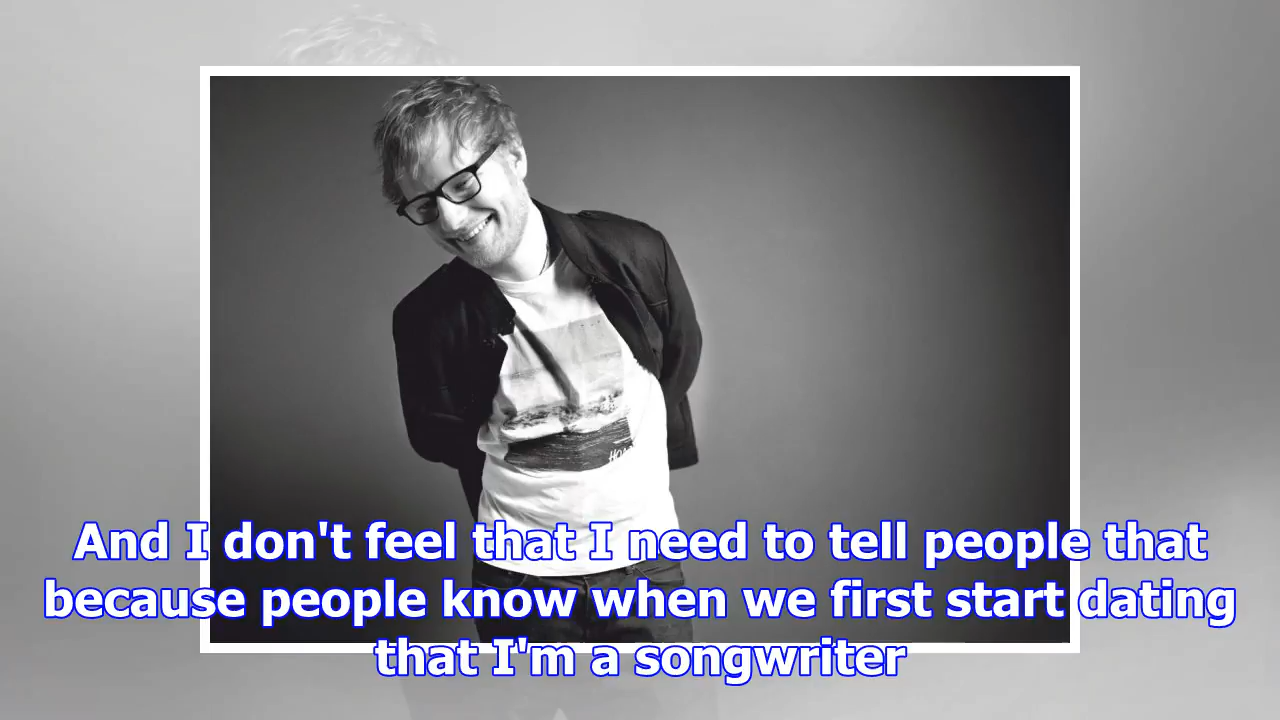 And I don't feel that I need to tell people that
because people know when we first start dating
that I'm a songwriter